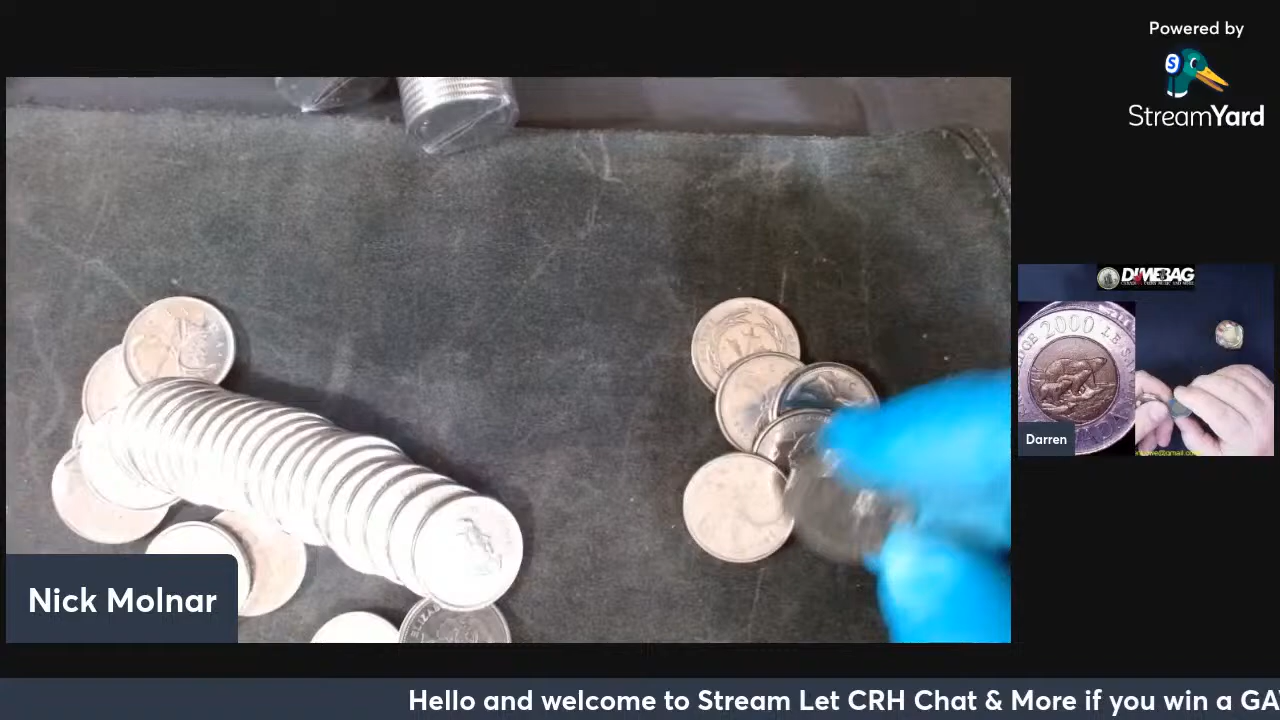 Powered by
S
StreamYard
DIMEBAG
2000
Darren
Nick Molnar
Hello and welcome to Stream Let CRH Chat & More if you win a GA